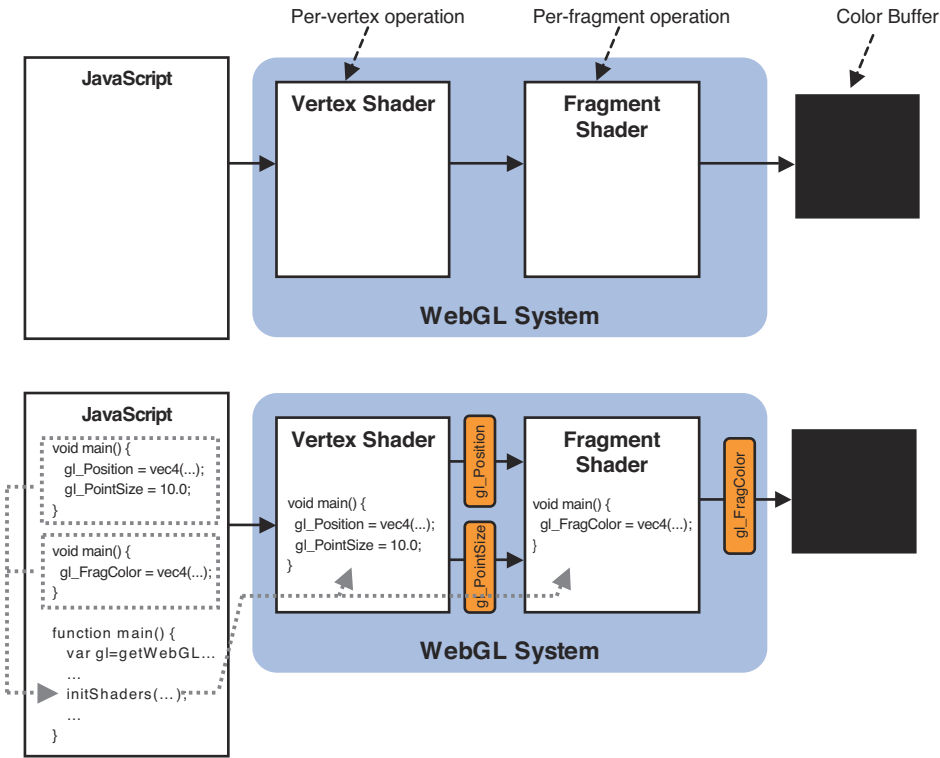 Per-vertex operation
Per-fragment operation
Color Buffer
JavaScript
Vertex Shader
Fragment
Shader
WebGL System
JavaScript
void main() {
gl_Position = vec4(...);
gl_PointSize = 10.0;
}
void main() {
gl_FragColor = vec4(...);
}
function main() {
var gl=getWebGL...
...
initShaders(...);
...
}
Vertex Shader
void main() {
gl_Position = vec4(...);
gl_PointSize = 10.0;
}
gl_Position
gl_PointSize
Fragment
Shader
void main() {
gl_FragColor = vec4(...);
}
gl_FragColor
WebGL System